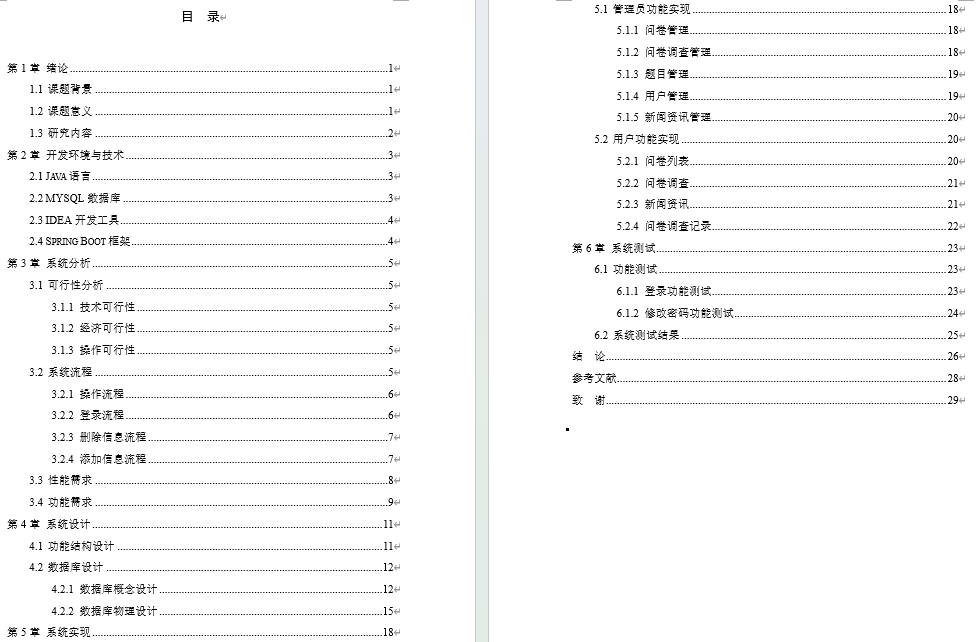 目 录
第 1 章 绪论 1
1.1 课题背景 1
1.2 课题意义 1
1.3 研究内容 2
第 2 章 开发环境与技术 3
2.1 JAVA 语言 3
2.2 MYSQL 数据库 3
2.3 IDEA 开发工具 4
2.4 SPRING BOOT 框架 4
第 3 章 系统分析 5
3.1 可行性分析 5
3.1.1 技术可行性 5
3.1.2 经济可行性 5
3.1.3 操作可行性 5
3.2 系统流程 5
3.2.1 操作流程 6
3.2.2 登录流程 6
3.2.3 删除信息流程 7
3.2.4 添加信息流程 7
3.3 性能需求 8
3.4 功能需求 9
第 4 章 系统设计 11
4.1 功能结构设计 11
4.2 数据库设计 12
4.2.1 数据库概念设计 12
4.2.2 数据库物理设计 15
第 5 章 系统实现 18
5.1 管理员功能实现 18
5.1.1 问卷管理 18
5.1.2 问卷调查管理 18
5.1.3 题目管理 19
5.1.4 用户管理 19
5.1.5 新闻资讯管理 20
5.2 用户功能实现 20
5.2.1 问卷列表 20
5.2.2 问卷调查 21
5.2.3 新闻资讯 21
5.2.4 问卷调查记录 22
第 6 章 系统测试 23
6.1 功能测试 23
6.1.1 登录功能测试 23
6.1.2 修改密码功能测试 24
6.2 系统测试结果 25
结 论 26
参考文献 28
致 谢 29